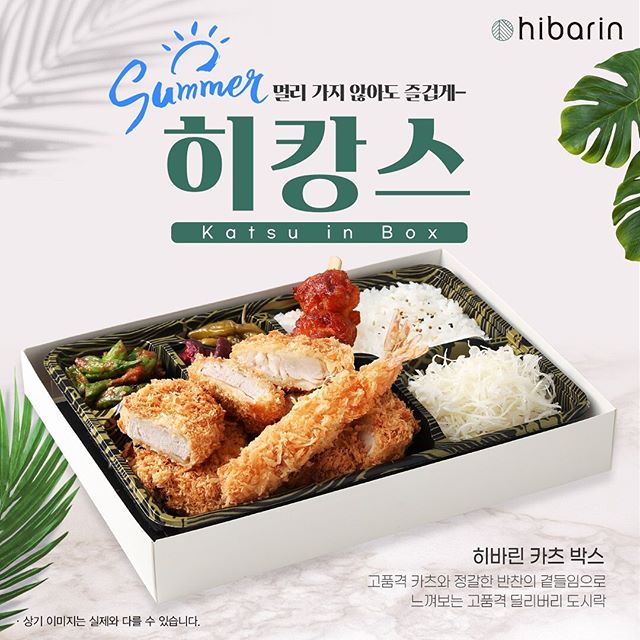 hibarin
Summer 멀리 가지 않아도 즐겁게-
히캉스
Katsu in Box
히바린 카츠 박스
고품격 카츠와 정갈한 반찬의 곁들임으로
느껴보는 고품격 딜리버리 도시락
· 상기 이미지는 실제와 다를 수 있습니다.